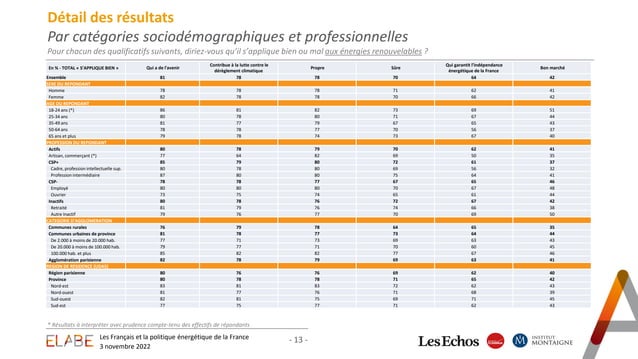 Détail des résultats
Par catégories sociodémographiques et professionnelles
Pour chacun des qualificatifs suivants, diriez-vous qu'il s'applique bien ou mal aux énergies renouvelables ?
En % - TOTAL « S'APPLIQUE BIEN » Qui a de l'avenir Contribue à la lutte contre le dérèglement climatique Propre Sûre Qui garantit l'indépendance énergétique de la France Bon marché
Ensemble 81 78 78 70 64 42
SEXE DU REPONDANT
Homme 78 78 78 71 62 41
Femme 82 78 78 70 66 42
AGE DU REPONDANT
18-24 ans (*) 86 81 82 73 69 51
25-34 ans 80 78 80 71 67 44
35-49 ans 81 77 79 67 65 43
50-64 ans 78 78 77 70 56 37
65 ans et plus 79 78 74 73 67 40
PROFESSION DU REPONDANT
Actifs 80 78 79 70 62 41
Artisan, commerçant (*) 77 64 82 69 50 35
CSP+ 85 79 80 72 61 37
Cadre, profession intellectuelle sup. 80 78 80 69 56 32
Profession intermédiaire 87 80 80 75 64 41
CSP- 78 78 77 67 65 46
Employé 80 80 80 70 67 48
Ouvrier 73 75 74 65 61 44
Inactifs 80 78 76 72 67 42
Retraité 81 79 76 74 66 38
Autre inactif 79 76 77 70 69 50
CATEGORIE D'AGGLOMERATION
Communes rurales 76 79 78 64 65 35
Communes urbaines de province 81 78 77 73 64 44
De 2.000 à moins de 20.000 hab. 77 71 73 69 63 43
De 20.000 à moins de 100.000 hab. 79 77 71 70 60 45
100.000 hab. et plus 85 82 82 77 67 46
Agglomération parisienne 82 78 79 69 63 41
Région parisienne 80 76 76 69 62 40
Province 80 78 78 71 65 42
Nord-est 83 81 83 72 62 43
Nord-ouest 81 77 76 71 68 39
Sud-ouest 82 81 75 69 71 45
Sud-est 77 75 77 71 62 43
* Résultats à interpréter avec prudence compte-tenu des effectifs de répondants
ELABE
Les Français et la politique énergétique de la France
3 novembre 2022
- 13 -
Les Echos
INSTITUT
MONTAIGNE